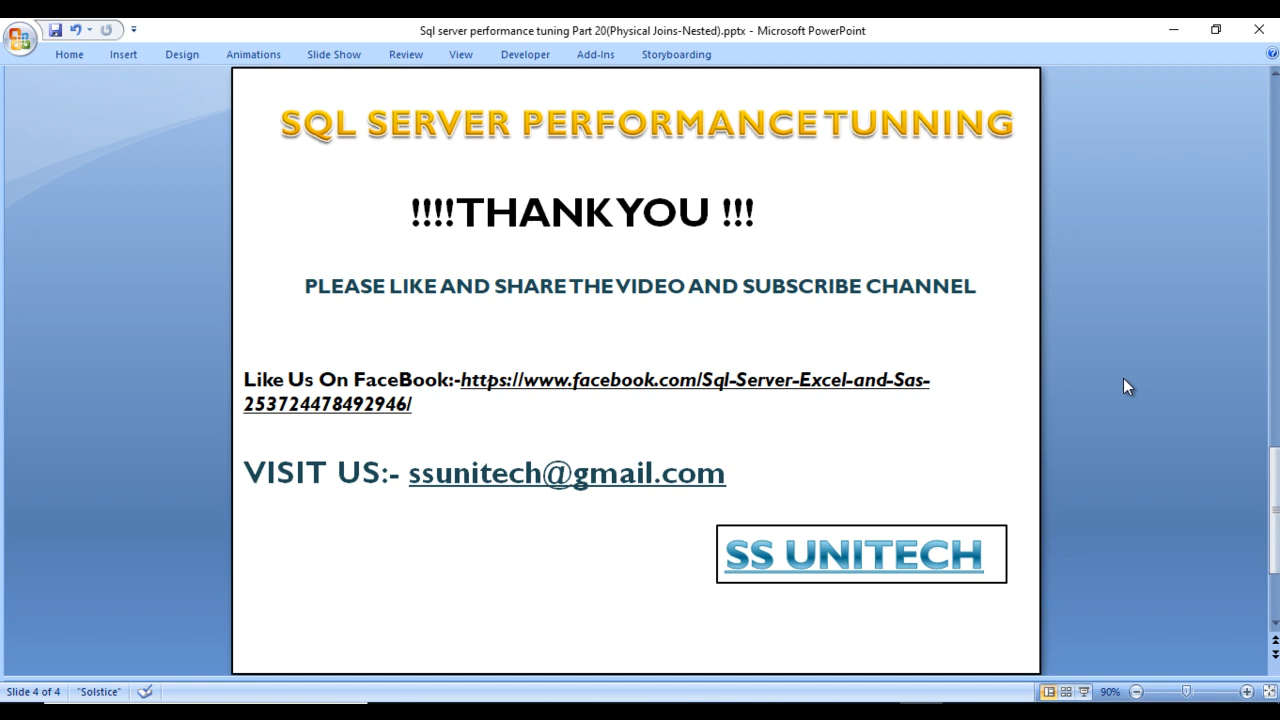 Sql server performance tuning Part 20(Physical Joins-Nested).pptx - Microsoft PowerPoint
Home Insert Design Animations Slide Show Review View Developer Add-Ins Storyboarding
SQL SERVER PERFORMANCE TUNNING
!!!!THANK YOU !!!
PLEASE LIKE AND SHARE THE VIDEO AND SUBSCRIBE CHANNEL
Like Us On FaceBook:-https://www.facebook.com/Sql-Server-Excel-and-Sas-
253724478492946/
VISIT US:- ssunitech@gmail.com
SS UNITECH
Slide 4 of 4 "Solstice" 90%